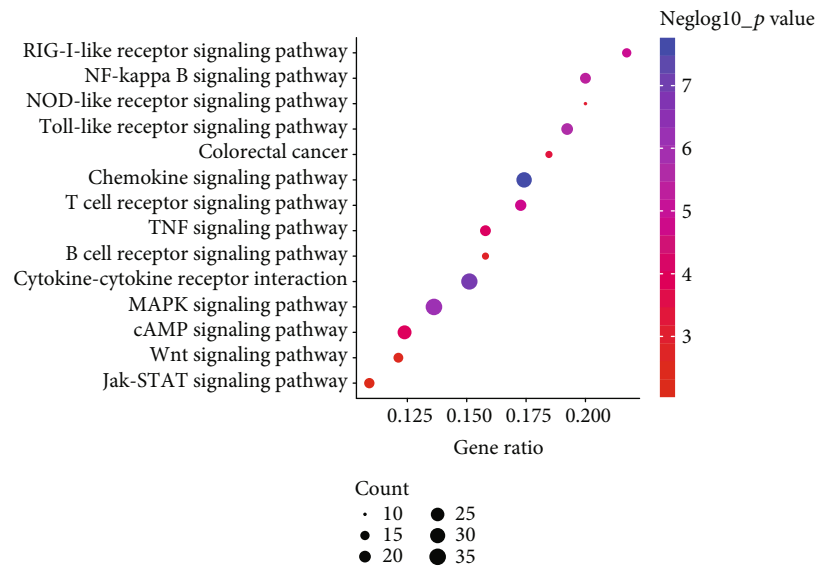 Neglog10_p value
RIG-I-like receptor signaling pathway
NF-kappa B signaling pathway
NOD-like receptor signaling pathway
Toll-like receptor signaling pathway
Colorectal cancer
Chemokine signaling pathway
T cell receptor signaling pathway
TNF signaling pathway
B cell receptor signaling pathway
Cytokine-cytokine receptor interaction
MAPK signaling pathway
cAMP signaling pathway
Wnt signaling pathway
Jak-STAT signaling pathway
7
6
5
4
3
0.125 0.150 0.175 0.200
Gene ratio
Count
10 25
15 30
20 35